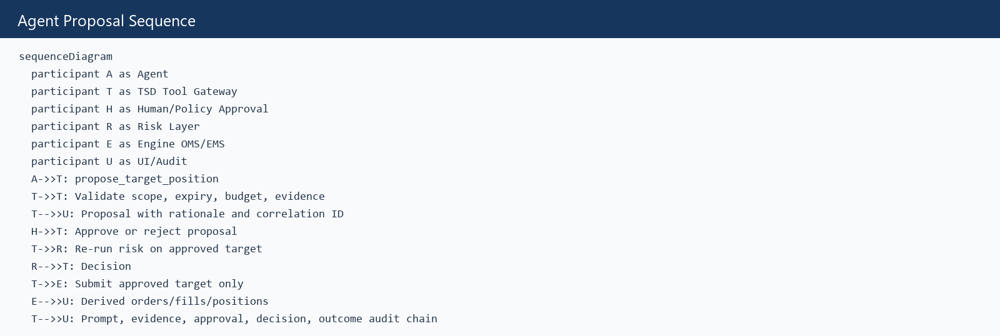 Agent Proposal Sequence
sequenceDiagram
participant A as Agent
participant T as TSD Tool Gateway
participant H as Human/Policy Approval
participant R as Risk Layer
participant E as Engine OMS/EMS
participant U as UI/Audit
A->>T: propose_target_position
T->>T: Validate scope, expiry, budget, evidence
T-->>U: Proposal with rationale and correlation ID
H->>T: Approve or reject proposal
T->>R: Re-run risk on approved target
R-->>T: Decision
T->>E: Submit approved target only
E-->>U: Derived orders/fills/positions
T-->>U: Prompt, evidence, approval, decision, outcome audit chain